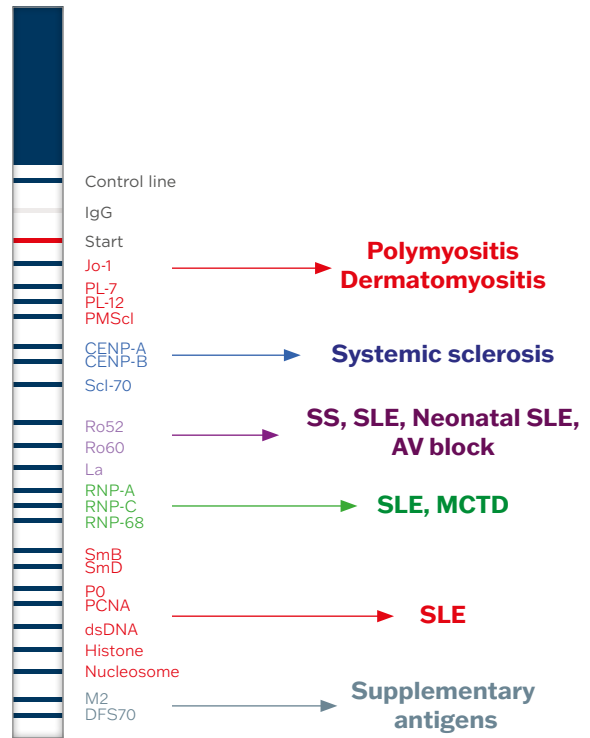 Control line
IgG
Start
Jo-1
PL-7
PL-12
PMScl
Polymyositis
Dermatomyositis
CENP-A
CENP-B
Scl-70
Systemic sclerosis
Ro52
Ro60
La
SS, SLE, Neonatal SLE,
AV block
RNP-A
RNP-C
RNP-68
SLE, MCTD
SmB
SmD
P0
PCNA
dsDNA
Histone
Nucleosome
SLE
M2
DFS70
Supplementary
antigens